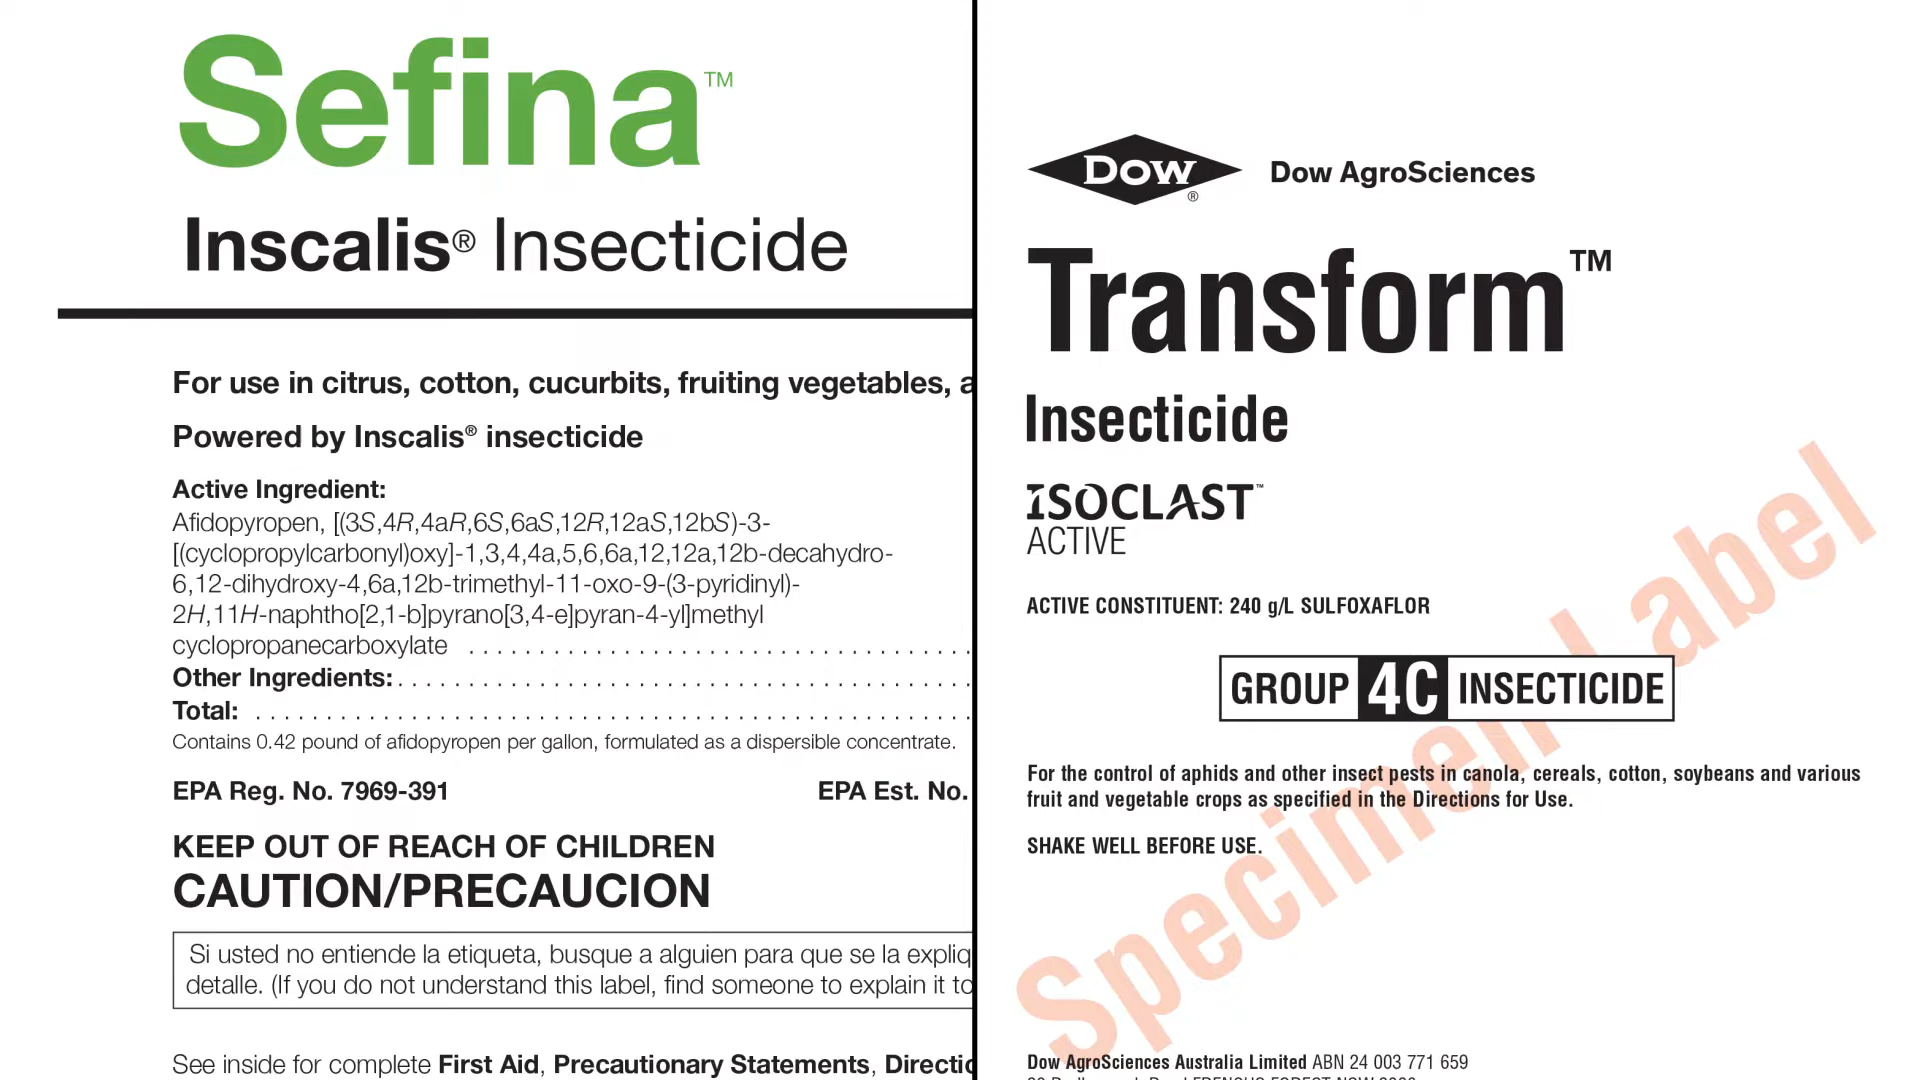 Sefina™
Inscalis® Insecticide
For use in citrus, cotton, cucurbits, fruiting vegetables, a
Powered by Inscalis® insecticide
Active Ingredient:
Afidopyropen, [(3S,4R,4aR,6S,6aS,12R,12aS,12bS)-3-
[(cyclopropylcarbonyl)oxy]-1,3,4,4a,5,6,6a,12,12a,12b-decahydro-
6,12-dihydroxy-4,6a,12b-trimethyl-11-oxo-9-(3-pyridinyl)-
2H,11H-naphtho[2,1-b]pyrano[3,4-e]pyran-4-yl]methyl
cyclopropanecarboxylate . . . . . . . . . . . . . . . . . . . . . . . . . . . . . . . . . . . .
Other Ingredients: . . . . . . . . . . . . . . . . . . . . . . . . . . . . . . . . . . . . . . . . .
Total: . . . . . . . . . . . . . . . . . . . . . . . . . . . . . . . . . . . . . . . . . . . . . . . . . . .
Contains 0.42 pound of afidopyropen per gallon, formulated as a dispersible concentrate.
EPA Reg. No. 7969-391 EPA Est. No.
KEEP OUT OF REACH OF CHILDREN
CAUTION/PRECAUCION
Si usted no entiende la etiqueta, busque a alguien para que se la expliq
detalle. (If you do not understand this label, find someone to explain it to
See inside for complete First Aid, Precautionary Statements, Directio
DOW®
Dow AgroSciences
Transform™
Insecticide
ISOCLAST™
ACTIVE
ACTIVE CONSTITUENT: 240 g/L SULFOXAFLOR
GROUP 4C INSECTICIDE
For the control of aphids and other insect pests in canola, cereals, cotton, soybeans and various
fruit and vegetable crops as specified in the Directions for Use.
SHAKE WELL BEFORE USE.
Specimen Label
Dow AgroSciences Australia Limited ABN 24 003 771 659